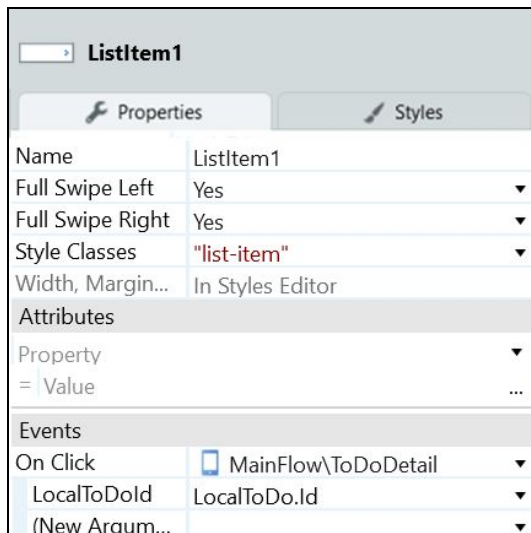 ListItem1
Properties Styles
Name ListItem1
Full Swipe Left Yes
Full Swipe Right Yes
Style Classes "list-item"
Width, Margin... In Styles Editor
Attributes
Property
= Value ...
Events
On Click MainFlow\ToDoDetail
LocalToDoId LocalToDo.Id
(New Argum...